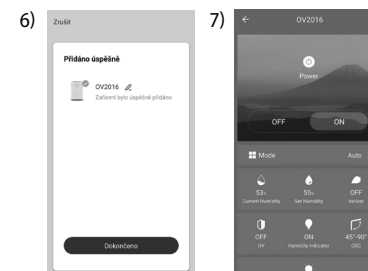 6)
Zrušit
Přidáno úspěšně
OV2016
Zařízení bylo úspěšně přidáno
Dokončeno
7)
OV2016
Power
OFF ON
Mode Auto
53% 55% OFF
Current Humidity Set Humidity Ionizer
OFF ON 45°-90°
UV Humidity Indicator OSC